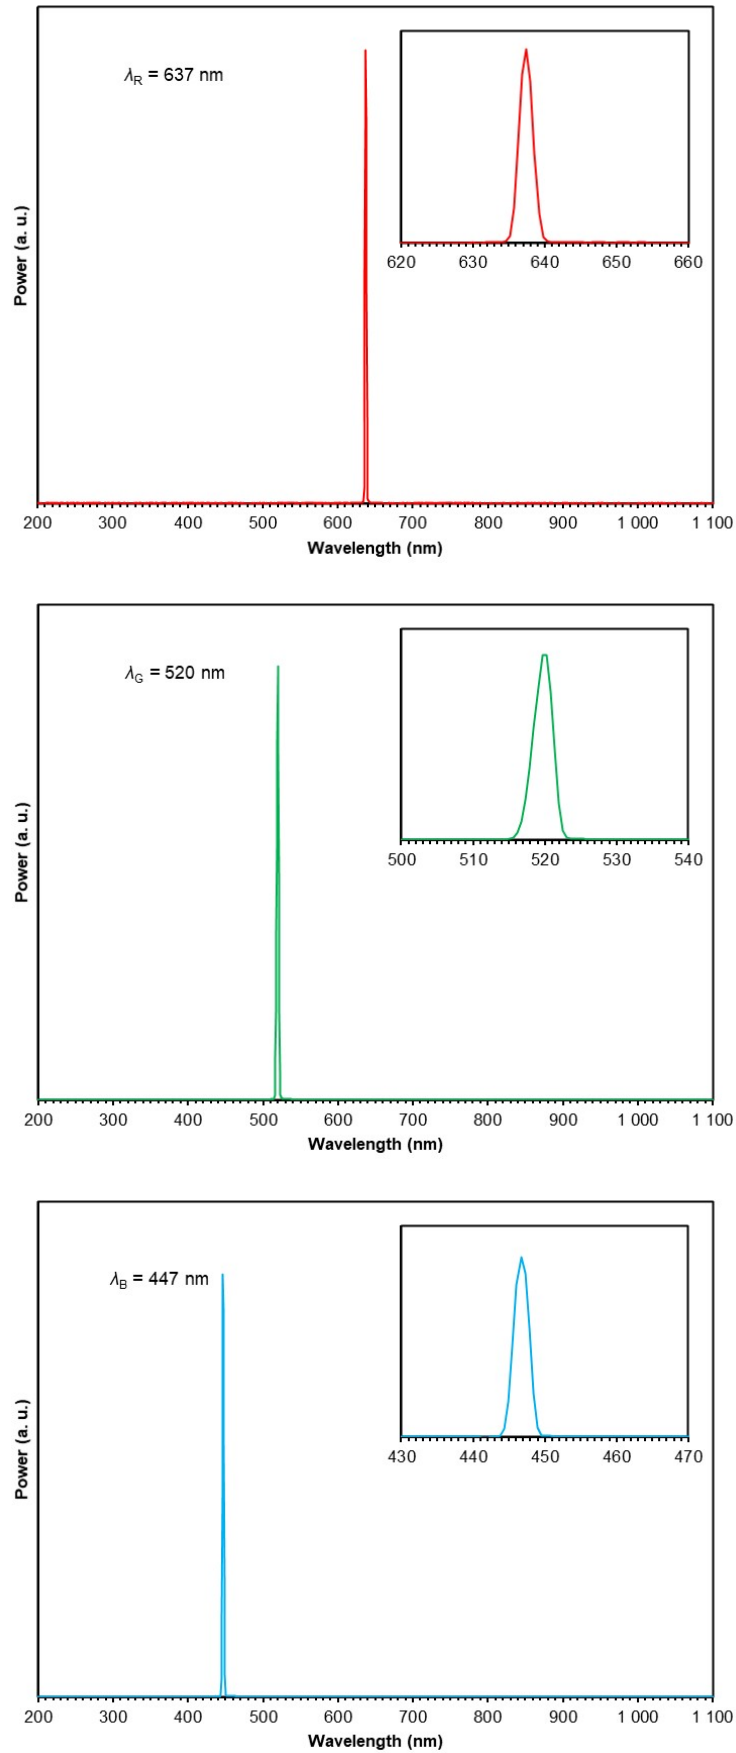 λR = 637 nm
Power (a. u.)
620 630 640 650 660
200 300 400 500 600 700 800 900 1 000 1 100
Wavelength (nm)
λG = 520 nm
Power (a. u.)
500 510 520 530 540
200 300 400 500 600 700 800 900 1 000 1 100
Wavelength (nm)
λB = 447 nm
Power (a. u.)
430 440 450 460 470
200 300 400 500 600 700 800 900 1 000 1 100
Wavelength (nm)